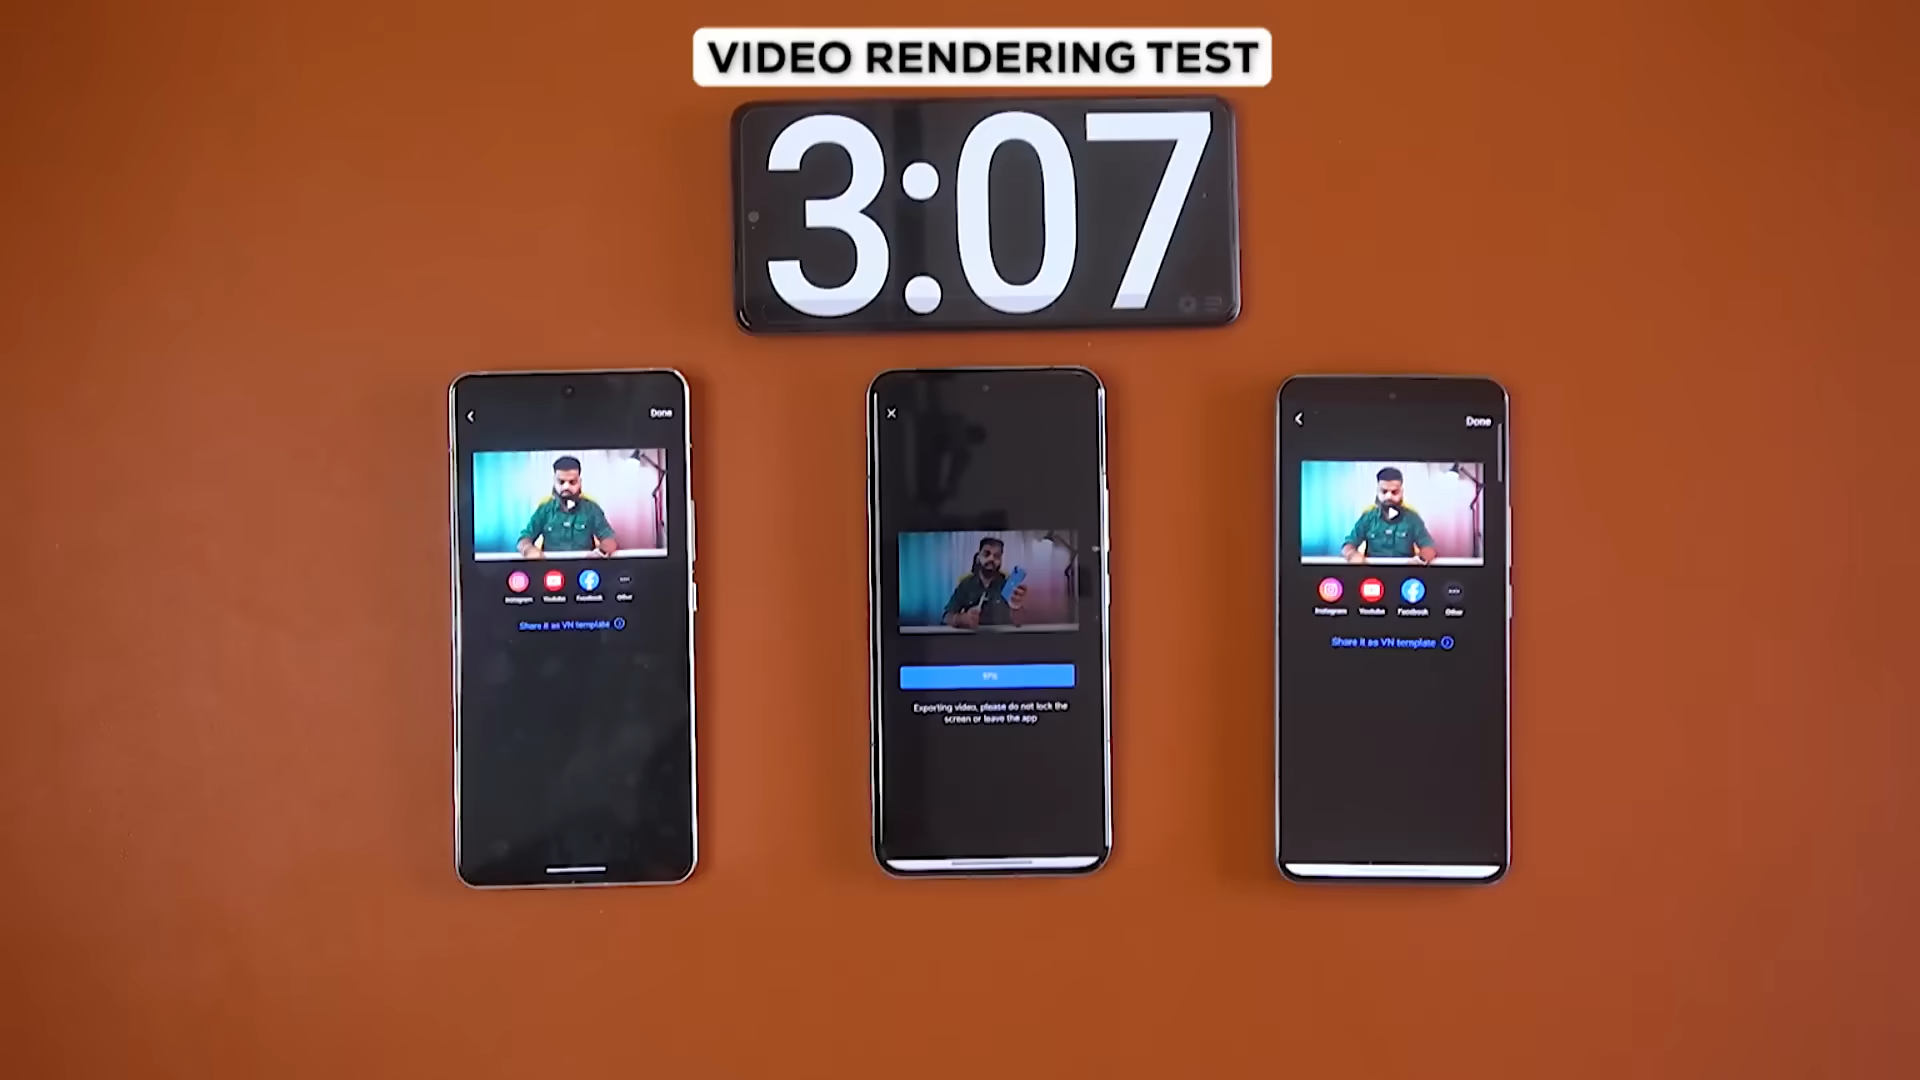 VIDEO RENDERING TEST
3:07
Done
Instagram
Youtube
Facebook
Other
Share it as VN template
Exporting video, please do not lock the
screen or leave the app
Done
Instagram
Youtube
Facebook
Other
Share it as VN template